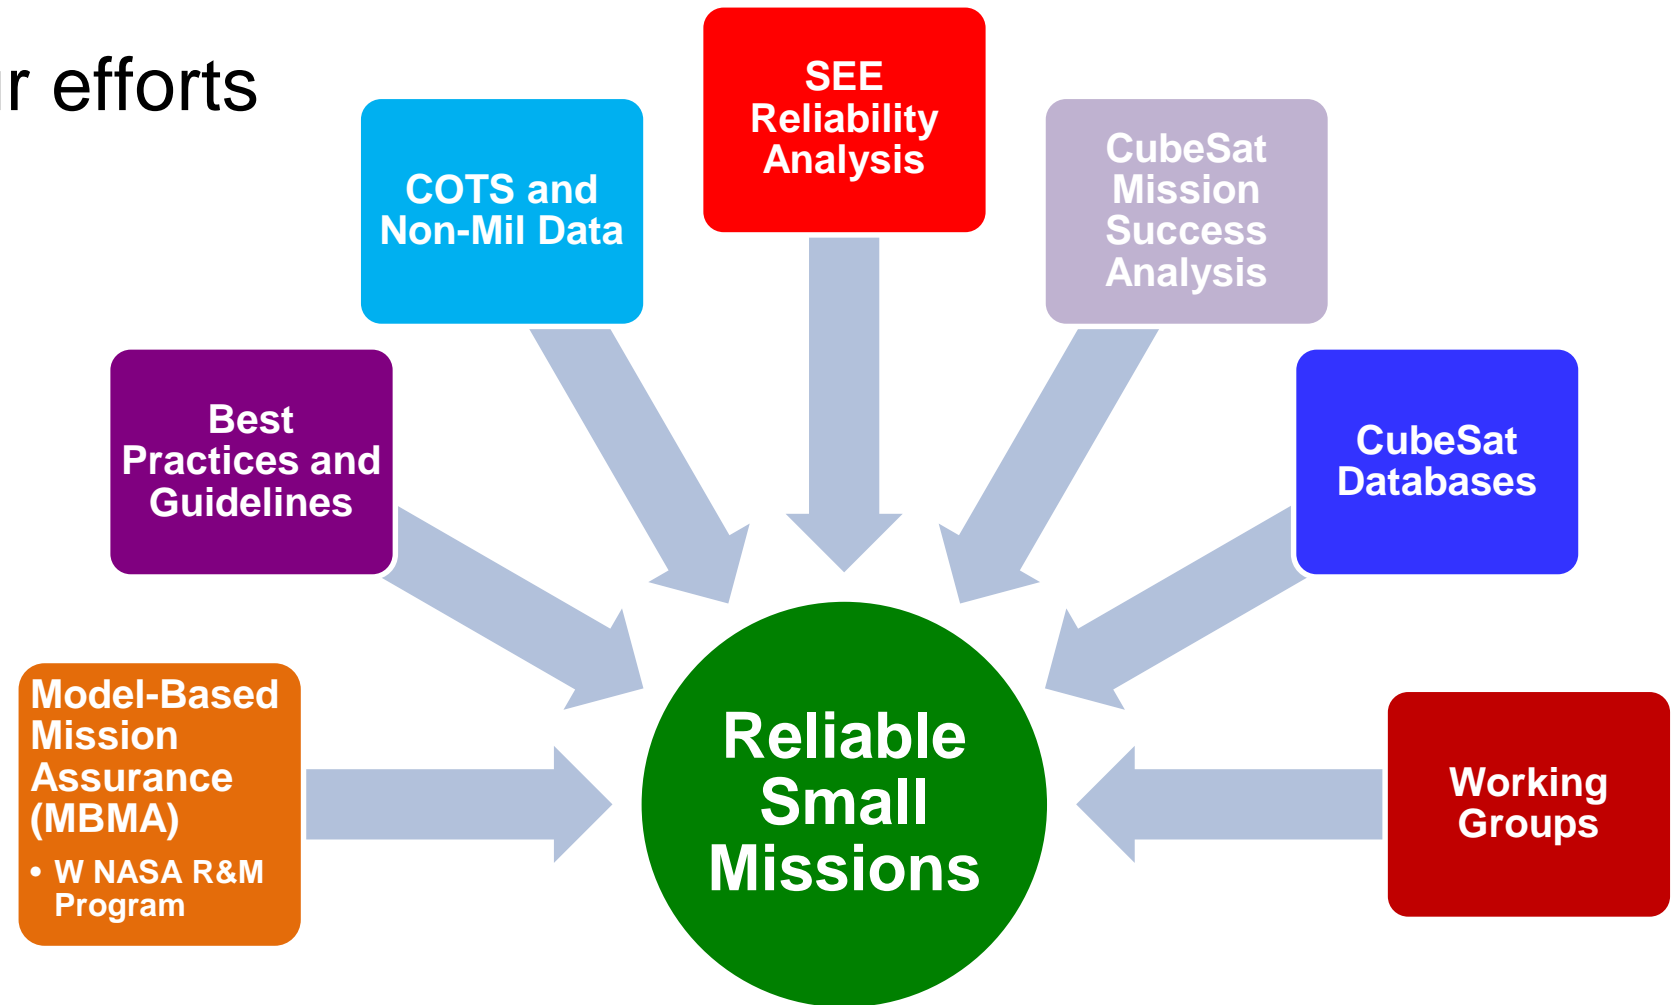 efforts
SEE
Reliability
Analysis
COTS and
Non-Mil Data
CubeSat
Mission
Success
Analysis
Best
Practices and
Guidelines
CubeSat
Databases
Model-Based
Mission
Assurance
(MBMA)
• W NASA R&M
Program
Reliable
Small
Missions
Working
Groups